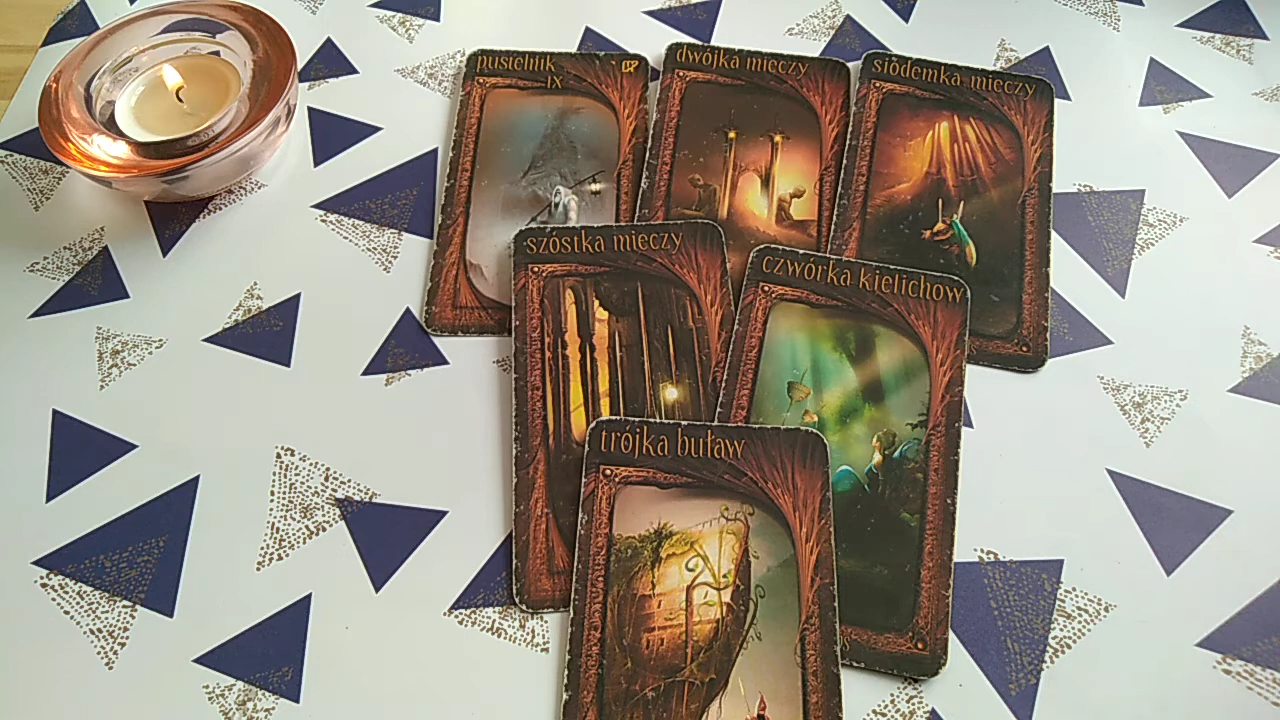 pustelnik
IX
dwójka mieczy
siódemka mieczy
szóstka mieczy
czwórka kielichów
trójka buław